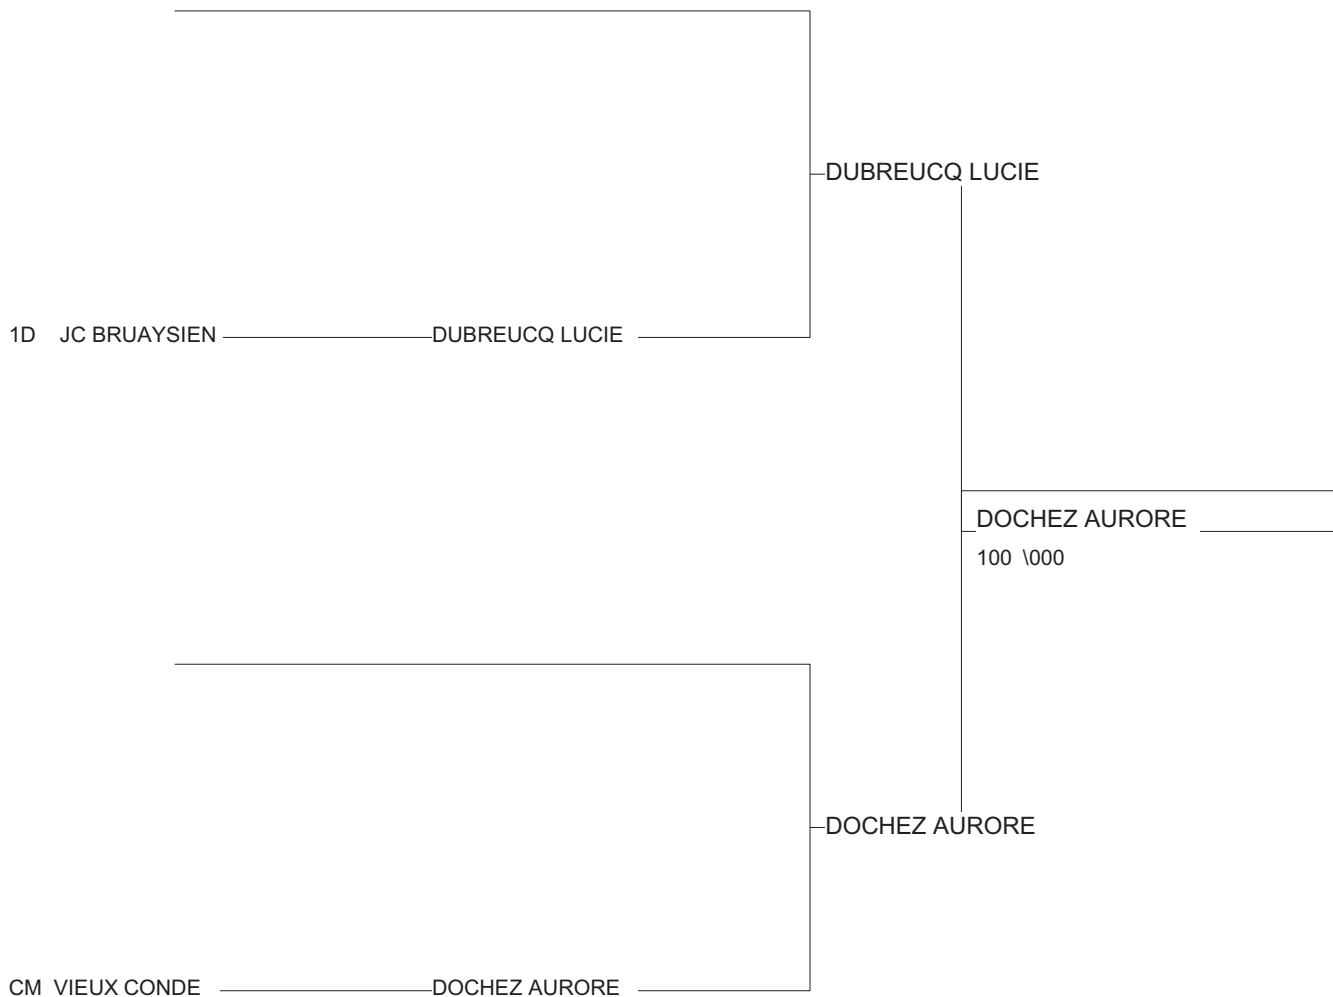 DUBREUCQ LUCIE
1D JC BRUAYSIEN DUBREUCQ LUCIE
DOCHEZ AURORE
100 \000
DOCHEZ AURORE
CM VIEUX CONDE DOCHEZ AURORE